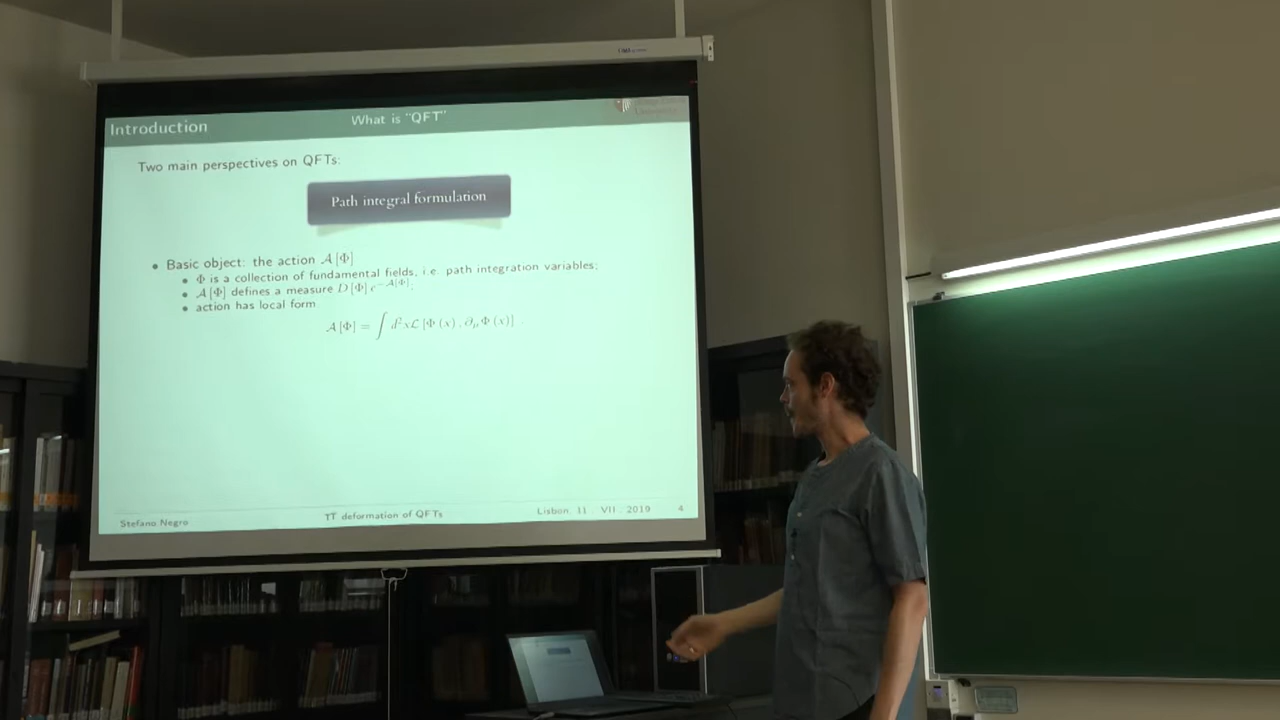 Introduction
What is "QFT"
Two main perspectives on QFTs:
Path integral formulation
• Basic object: the action 𝒜[Φ]
• Φ is a collection of fundamental fields, i.e. path integration variables;
• 𝒜[Φ] defines a measure D[Φ] e^{−𝒜[Φ]};
• action has local form
𝒜[Φ] = ∫ d²xℒ [Φ(x), ∂_μΦ(x)] .
Stefano Negro
TT̄ deformation of QFTs
Lisbon, 11 . VII . 2019
4